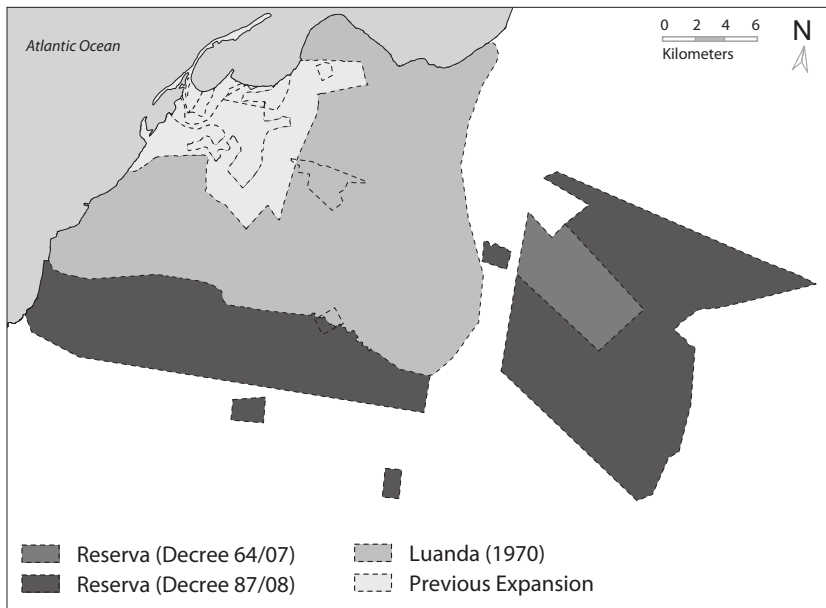 Atlantic Ocean
0 2 4 6
Kilometers
N
Reserva (Decree 64/07)
Reserva (Decree 87/08)
Luanda (1970)
Previous Expansion